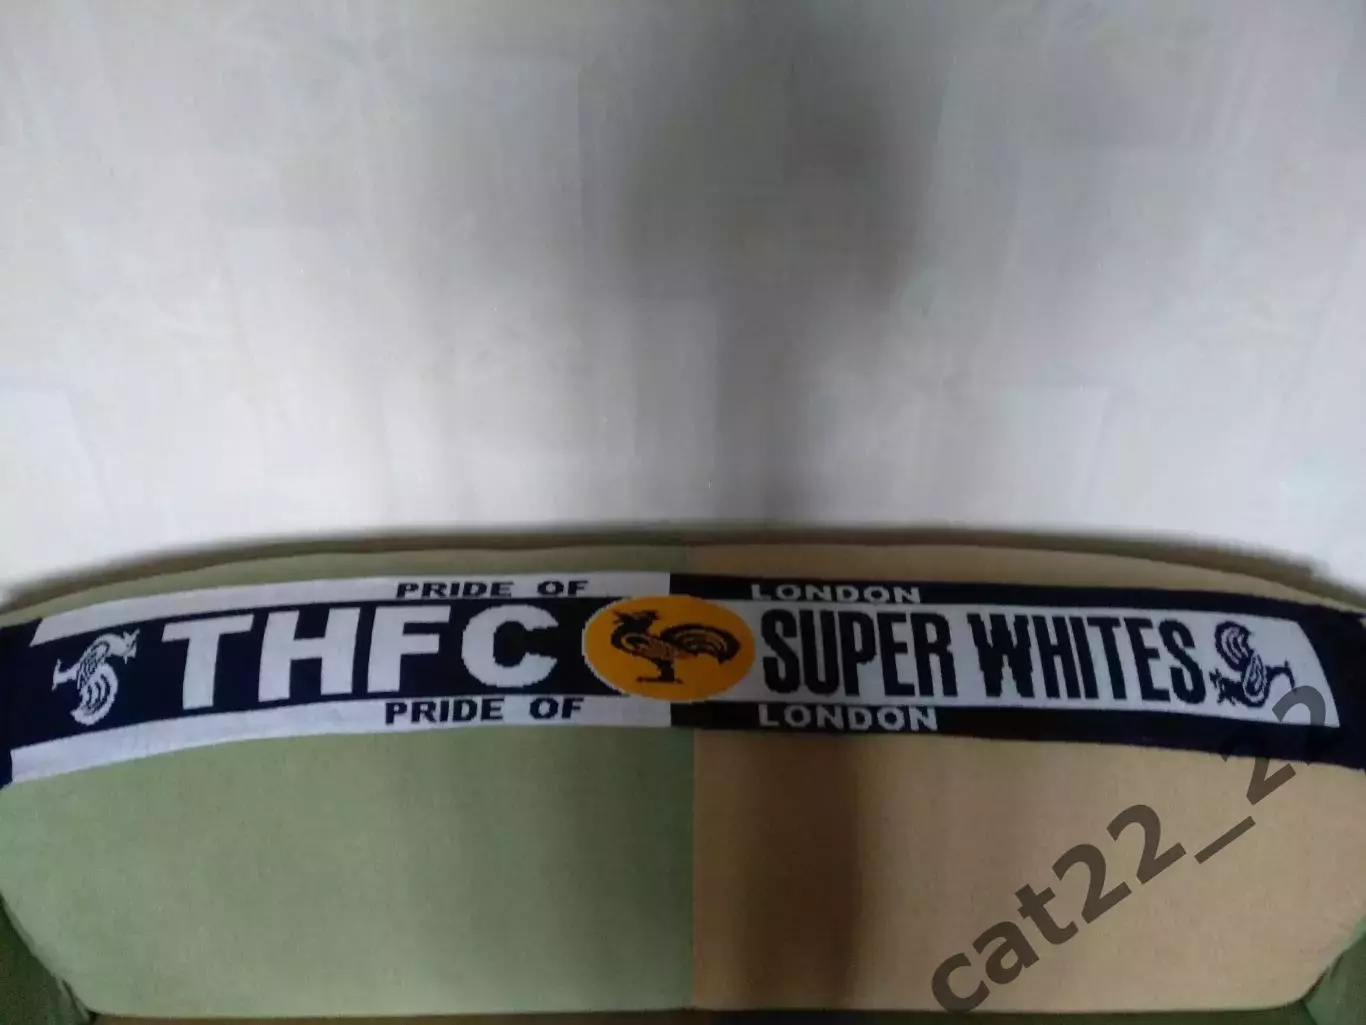 PRIDE OF LONDON
THFC SUPER WHITES
PRIDE OF LONDON
cat22_22